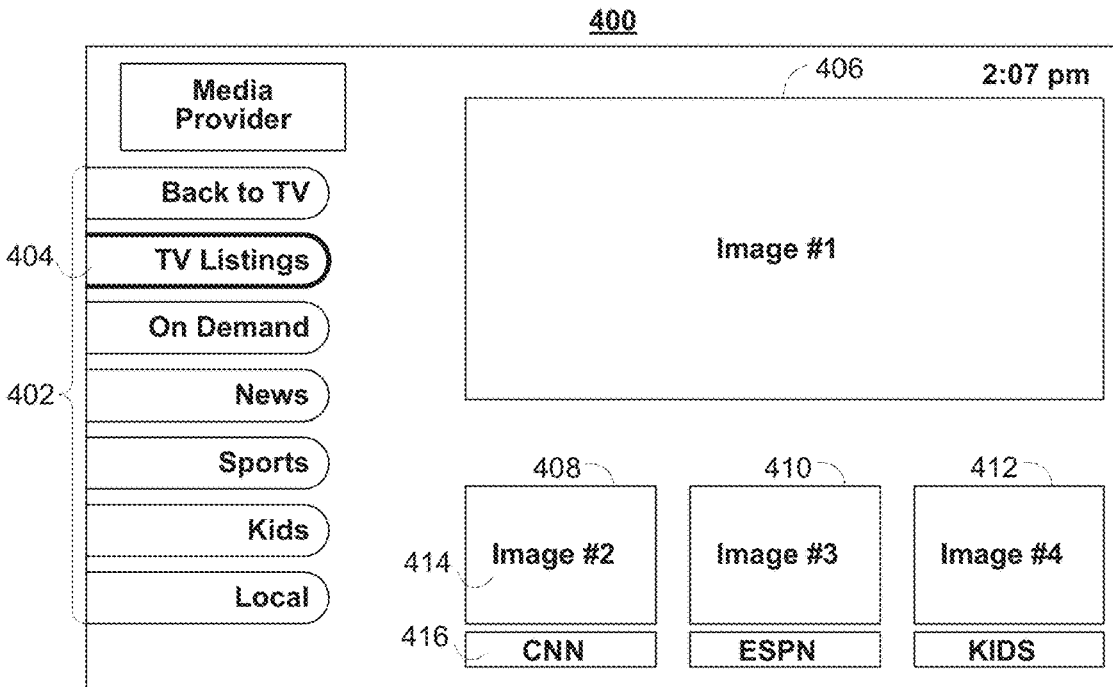 400
Media
Provider
406
2:07 pm
Back to TV
404
TV Listings
Image #1
On Demand
402
News
Sports
408
410
412
Kids
414
Image #2
Image #3
Image #4
Local
416
CNN
ESPN
KIDS